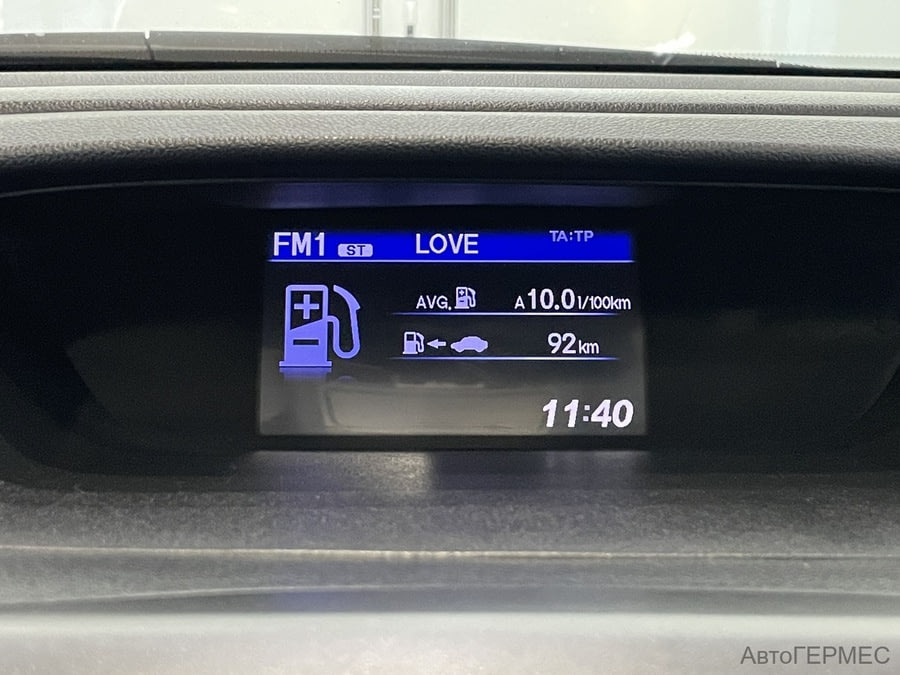 FM1 ST LOVE TA:TP
AVG. A 10.0 l/100km
92 km
11:40
АвтоГЕРМЕС